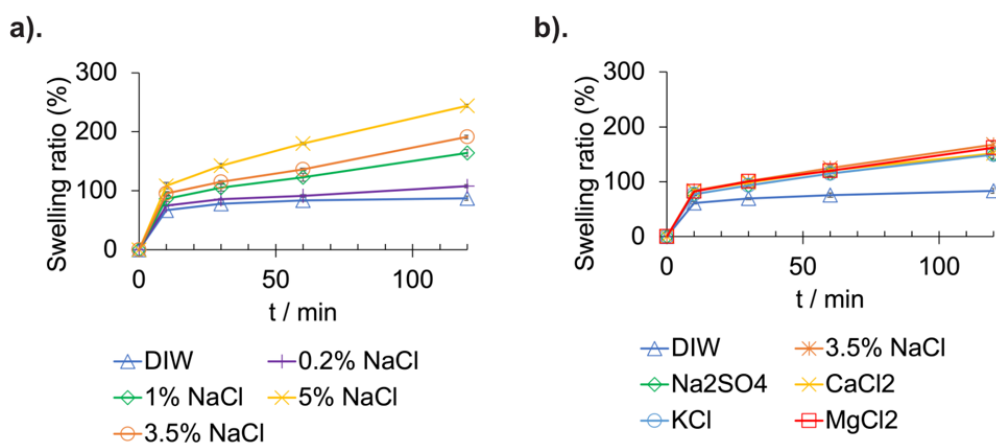 a).
Swelling ratio (%)
300
200
100
0
0
50
100
t / min
DIW
0.2% NaCl
1% NaCl
5% NaCl
3.5% NaCl
b).
Swelling ratio (%)
300
200
100
0
0
50
100
t / min
DIW
3.5% NaCl
Na2SO4
CaCl2
KCl
MgCl2